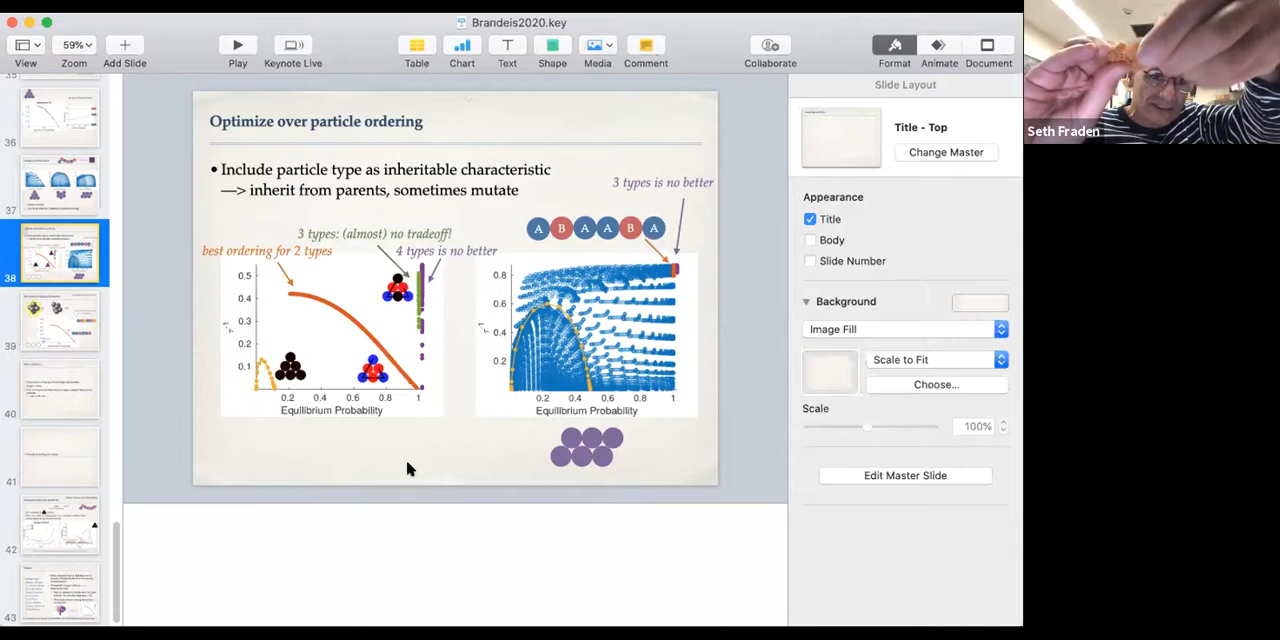 Brandeis2020.key
59%
View
Zoom
Add Slide
Play
Keynote Live
Table
Chart
Text
Shape
Media
Comment
Collaborate
Format
Animate
Document
35
36
37
38
39
40
41
42
43
Optimize over particle ordering
• Include particle type as inheritable characteristic
—> inherit from parents, sometimes mutate
3 types is no better
A B A A B A
3 types: (almost) no tradeoff!
best ordering for 2 types
4 types is no better
0.5
0.4
0.3
0.2
0.1
τ⁻¹
0.2 0.4 0.6 0.8 1
Equilibrium Probability
0.8
0.6
0.4
0.2
τ⁻¹
0 0.2 0.4 0.6 0.8 1
Equilibrium Probability
Slide Layout
Title - Top
Change Master
Appearance
Title
Body
Slide Number
Background
Image Fill
Scale to Fit
Choose...
Scale
100%
Edit Master Slide
Seth Fraden